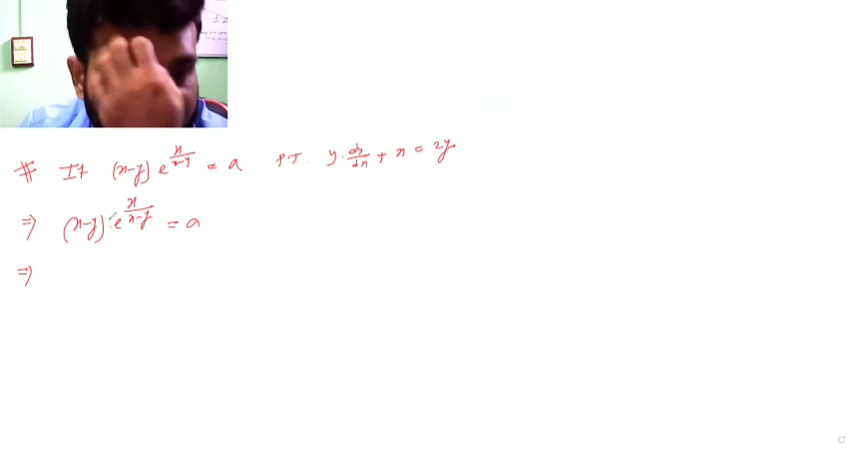 # If (x-y) e^{x/(x-y)} = a P.T. y. dy/dx + x = 2y
⇒ (x-y) . e^{x/(x-y)} = a
⇒